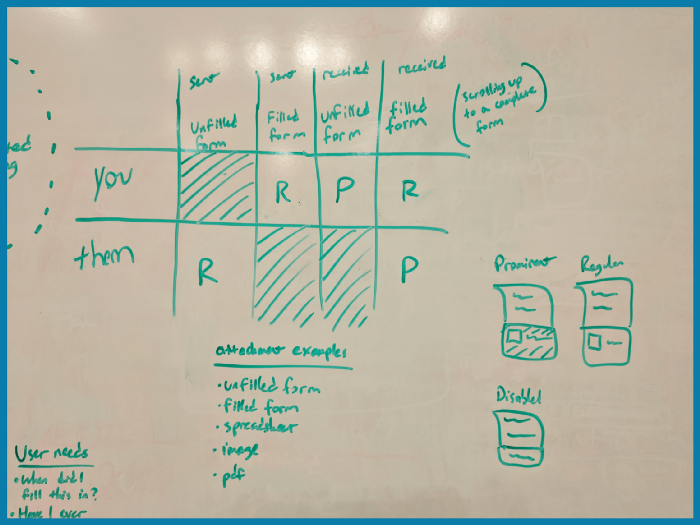 sent
unfilled
form
sent
Filled
form
received
unfilled
form
received
filled
form
(scrolling up
to a complete
form)
you
R
P
R
them
R
P
Prominent
Regular
Disabled
attachment examples
• unfilled form
• filled form
• spreadsheet
• image
• pdf
User needs
• When did I
fill this in?
• Have I ever